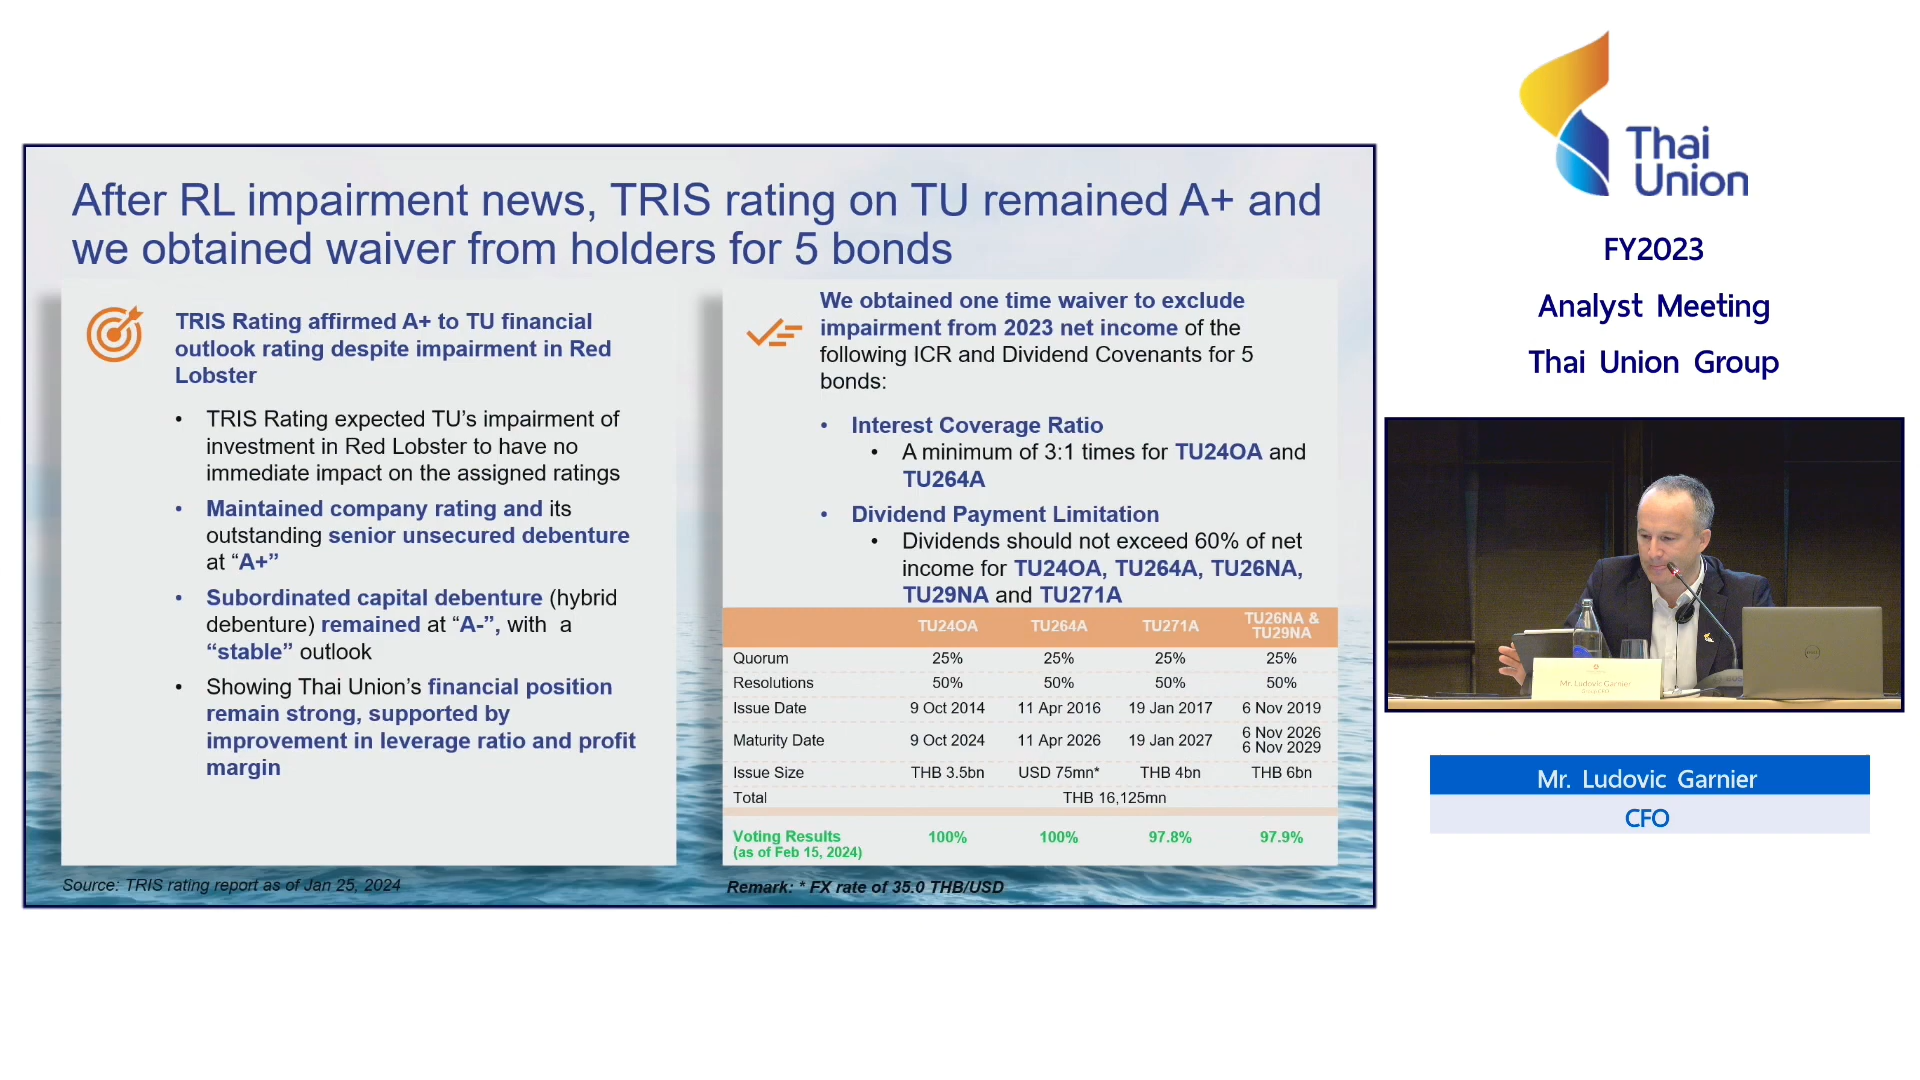 After RL impairment news, TRIS rating on TU remained A+ and
we obtained waiver from holders for 5 bonds
TRIS Rating affirmed A+ to TU financial
outlook rating despite impairment in Red
Lobster
• TRIS Rating expected TU's impairment of
investment in Red Lobster to have no
immediate impact on the assigned ratings
• Maintained company rating and its
outstanding senior unsecured debenture
at “A+”
• Subordinated capital debenture (hybrid
debenture) remained at “A-”, with a
“stable” outlook
• Showing Thai Union's financial position
remain strong, supported by
improvement in leverage ratio and profit
margin
Source: TRIS rating report as of Jan 25, 2024
We obtained one time waiver to exclude
impairment from 2023 net income of the
following ICR and Dividend Covenants for 5
bonds:
• Interest Coverage Ratio
• A minimum of 3:1 times for TU24OA and
TU264A
• Dividend Payment Limitation
• Dividends should not exceed 60% of net
income for TU24OA, TU264A, TU26NA,
TU29NA and TU271A
TU24OA TU264A TU271A TU26NA & TU29NA
Quorum 25% 25% 25% 25%
Resolutions 50% 50% 50% 50%
Issue Date 9 Oct 2014 11 Apr 2016 19 Jan 2017 6 Nov 2019
Maturity Date 9 Oct 2024 11 Apr 2026 19 Jan 2027 6 Nov 2026 6 Nov 2029
Issue Size THB 3.5bn USD 75mn* THB 4bn THB 6bn
Total THB 16,125mn
Voting Results 100% 100% 97.8% 97.9%
(as of Feb 15, 2024)
Remark: * FX rate of 35.0 THB/USD
Thai
Union
FY2023
Analyst Meeting
Thai Union Group
Mr. Ludovic Garnier
Mr. Ludovic Garnier
CFO